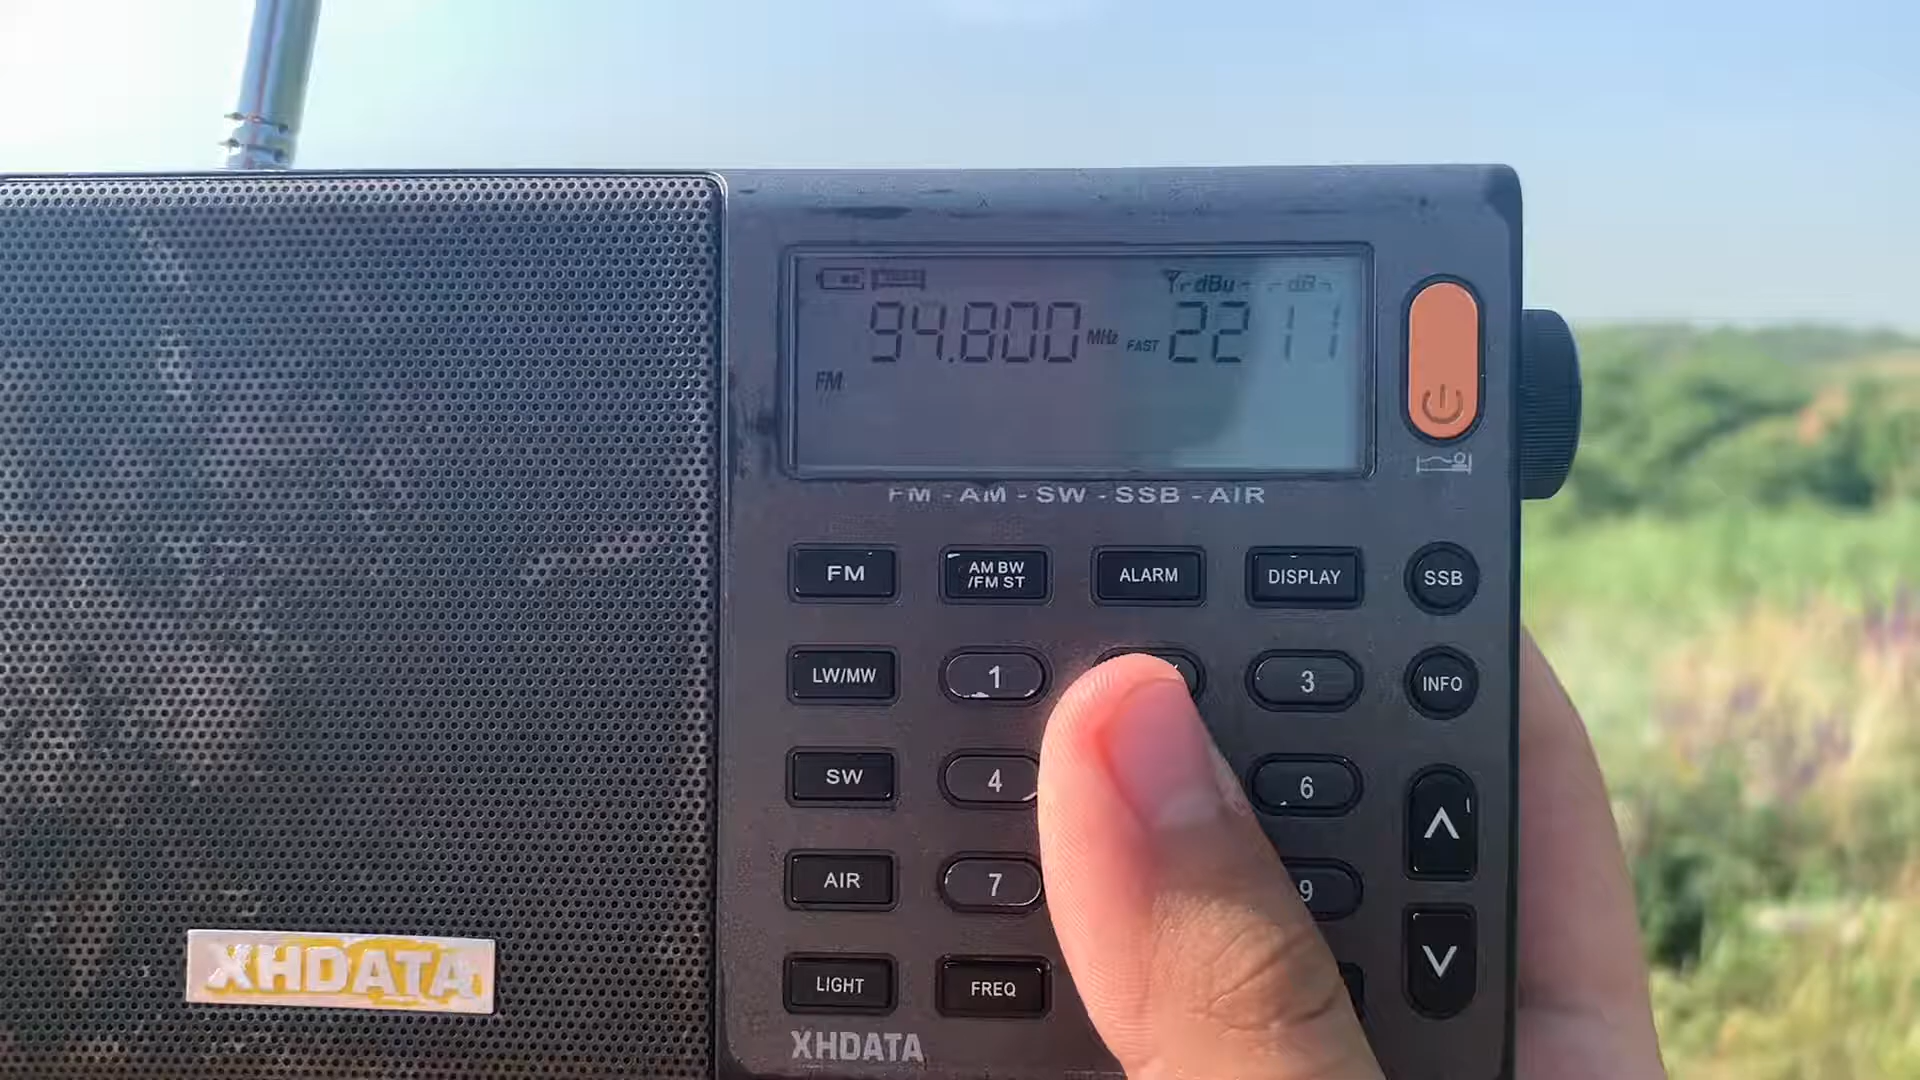 dBu dB
94.800 MHz FAST 22 11
FM
FM - AM - SW - SSB - AIR
FM AM BW /FM ST ALARM DISPLAY SSB
LW/MW 1 3 INFO
SW 4 6
AIR 7 9
LIGHT FREQ
XHDATA
XHDATA